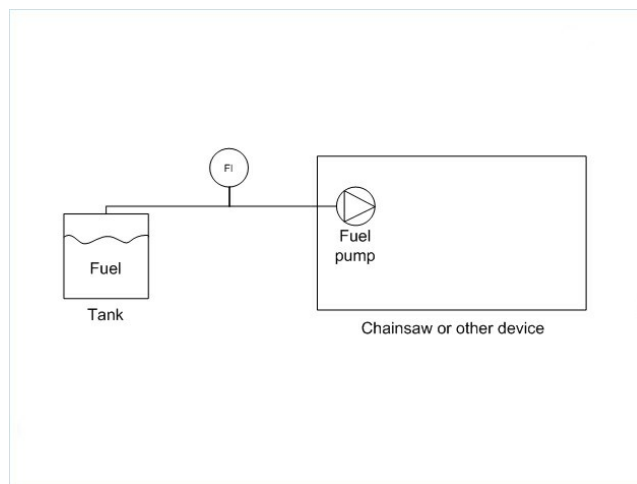 FI
Fuel
Tank
Fuel
pump
Chainsaw or other device